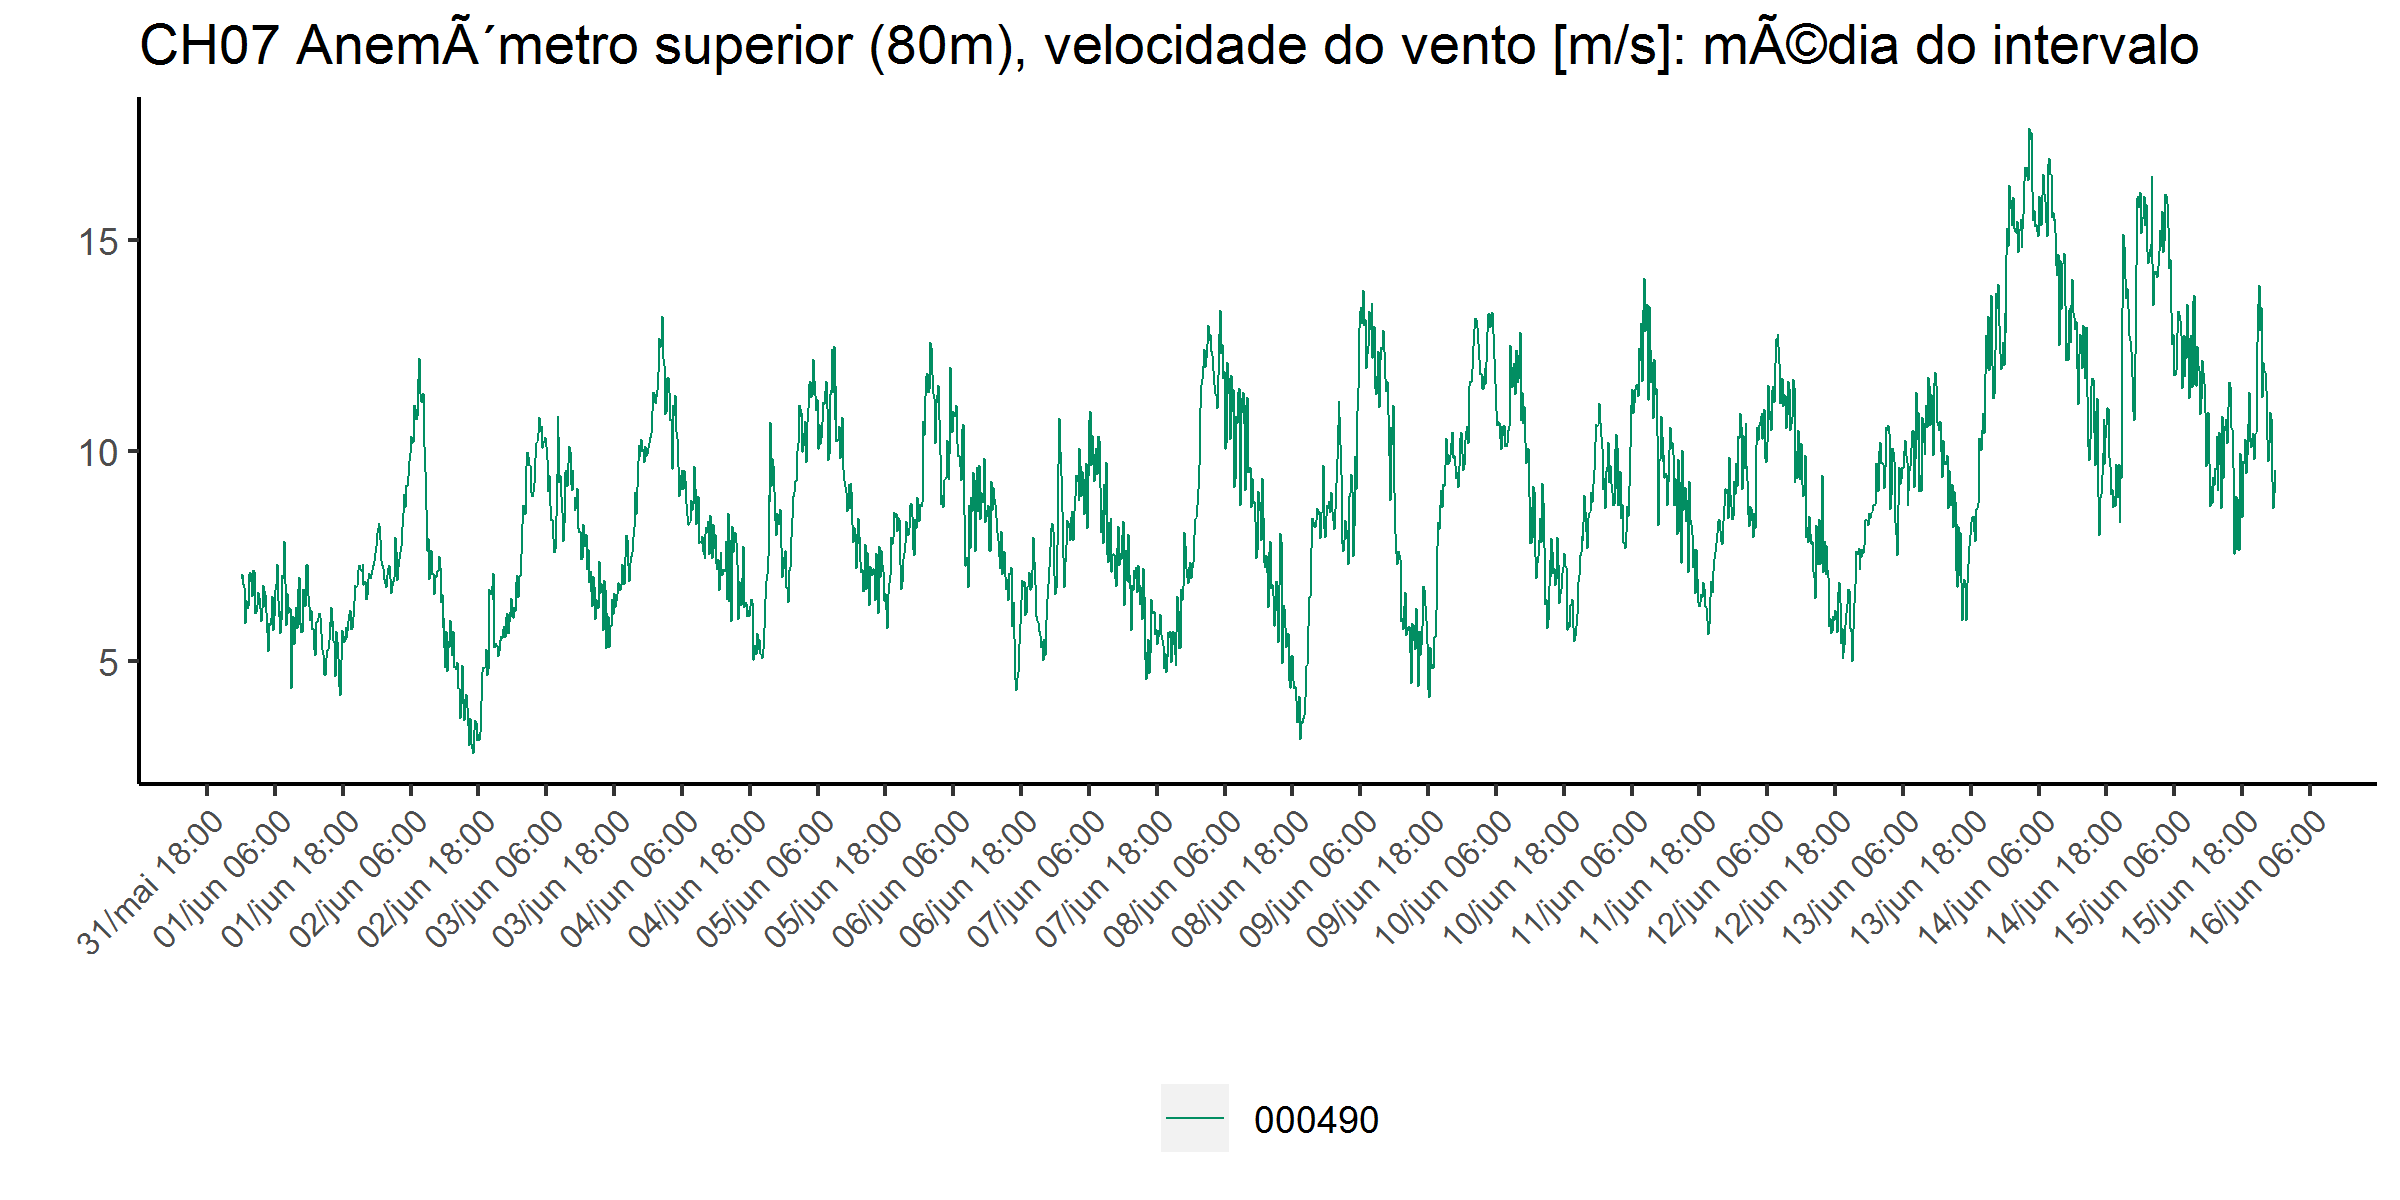 CH07 AnemÃ´metro superior (80m), velocidade do vento [m/s]: mÃ©dia do intervalo
15
10
5
31/mai 18:00
01/jun 06:00
01/jun 18:00
02/jun 06:00
02/jun 18:00
03/jun 06:00
03/jun 18:00
04/jun 06:00
04/jun 18:00
05/jun 06:00
05/jun 18:00
06/jun 06:00
06/jun 18:00
07/jun 06:00
07/jun 18:00
08/jun 06:00
08/jun 18:00
09/jun 06:00
09/jun 18:00
10/jun 06:00
10/jun 18:00
11/jun 06:00
11/jun 18:00
12/jun 06:00
12/jun 18:00
13/jun 06:00
13/jun 18:00
14/jun 06:00
14/jun 18:00
15/jun 06:00
15/jun 18:00
16/jun 06:00
000490